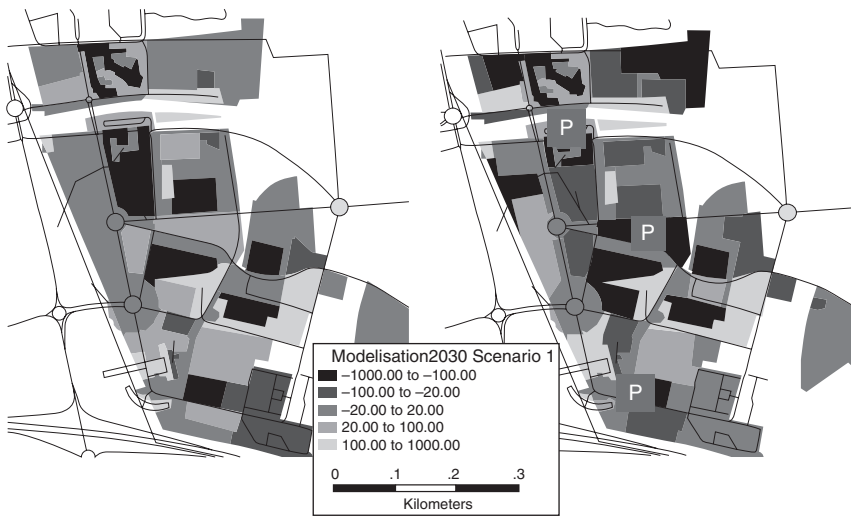 P
P
P
Modelisation2030 Scenario 1
–1000.00 to –100.00
–100.00 to –20.00
–20.00 to 20.00
20.00 to 100.00
100.00 to 1000.00
0 .1 .2 .3
Kilometers